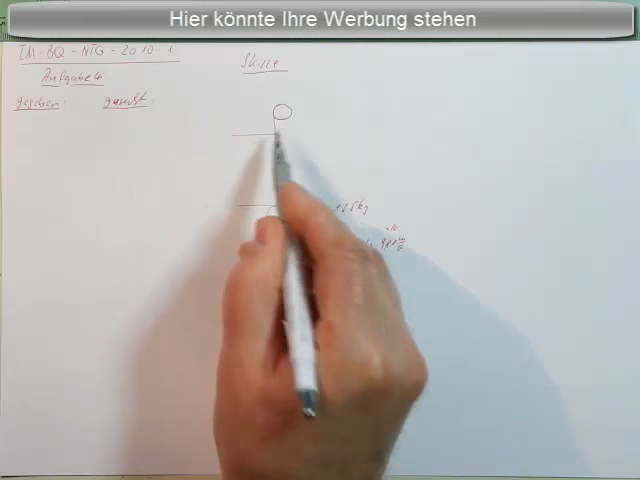 Hier könnte Ihre Werbung stehen
IM-BQ-NTG-2010-1
Skizze
Aufgabe 4
gegeben: gesucht: